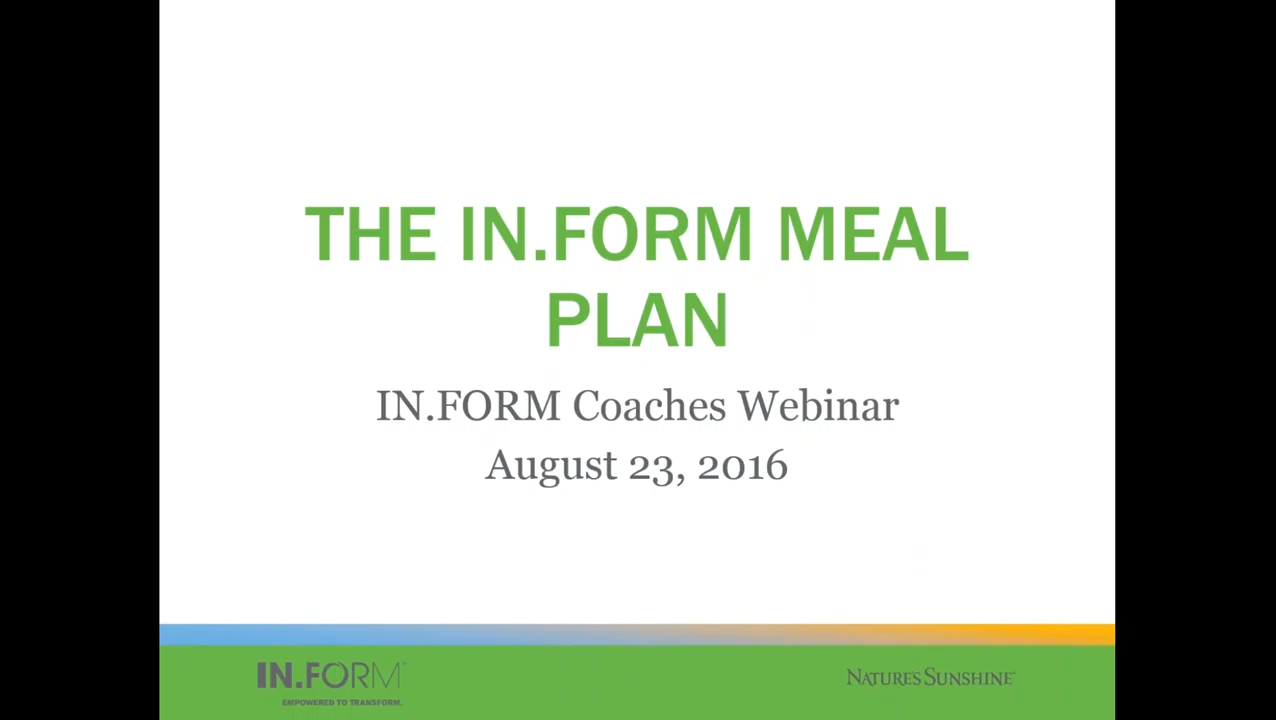 THE IN.FORM MEAL
PLAN
IN.FORM Coaches Webinar
August 23, 2016
IN.FORM®
EMPOWERED TO TRANSFORM.
NATURE'S SUNSHINE®